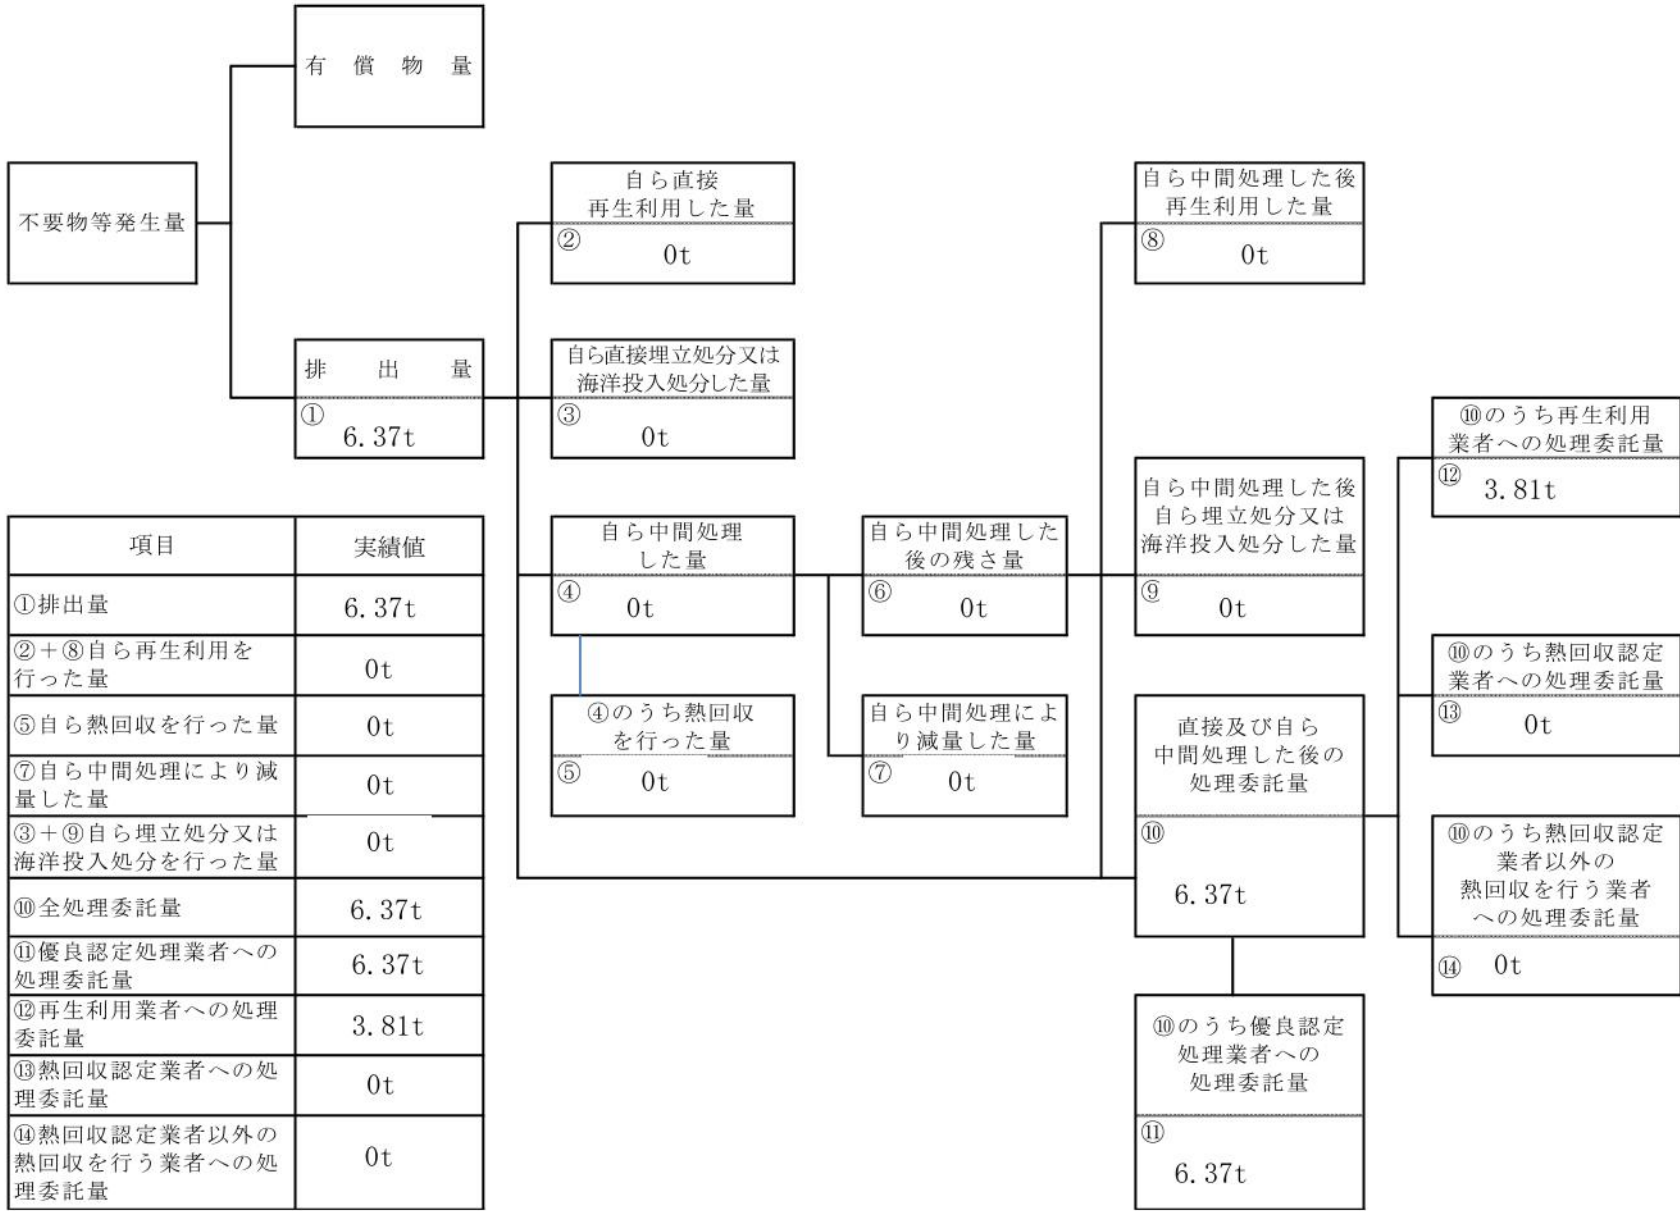 有償物量
不要物等発生量
排出量
①
6.37t
自ら直接
再生利用した量
②
0t
自ら直接埋立処分又は
海洋投入処分した量
③
0t
自ら中間処理
した量
④
0t
④のうち熱回収
を行った量
⑤
0t
自ら中間処理した
後の残さ量
⑥
0t
自ら中間処理によ
り減量した量
⑦
0t
自ら中間処理した後
再生利用した量
⑧
0t
自ら中間処理した後
自ら埋立処分又は
海洋投入処分した量
⑨
0t
直接及び自ら
中間処理した後の
処理委託量
⑩
6.37t
⑩のうち優良認定
処理業者への
処理委託量
⑪
6.37t
⑩のうち再生利用
業者への処理委託量
⑫
3.81t
⑩のうち熱回収認定
業者への処理委託量
⑬
0t
⑩のうち熱回収認定
業者以外の
熱回収を行う業者
への処理委託量
⑭
0t
項目 実績値
①排出量 6.37t
②＋⑧自ら再生利用を
行った量
0t
⑤自ら熱回収を行った量 0t
⑦自ら中間処理により減
量した量
0t
③＋⑨自ら埋立処分又は
海洋投入処分を行った量
0t
⑩全処理委託量 6.37t
⑪優良認定処理業者への
処理委託量
6.37t
⑫再生利用業者への処理
委託量
3.81t
⑬熱回収認定業者への処
理委託量
0t
⑭熱回収認定業者以外の
熱回収を行う業者への処
理委託量
0t